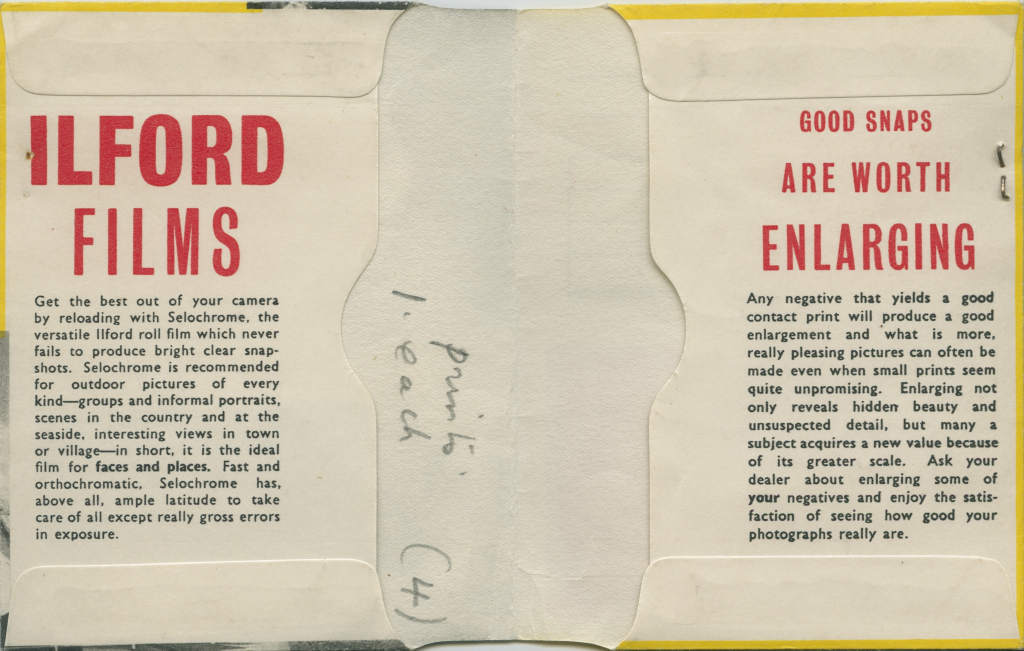 ILFORD
FILMS
Get the best out of your camera
by reloading with Selochrome, the
versatile Ilford roll film which never
fails to produce bright clear snap-
shots. Selochrome is recommended
for outdoor pictures of every
kind—groups and informal portraits,
scenes in the country and at the
seaside, interesting views in town
or village—in short, it is the ideal
film for faces and places. Fast and
orthochromatic, Selochrome has,
above all, ample latitude to take
care of all except really gross errors
in exposure.
prints
1. each (4)
GOOD SNAPS
ARE WORTH
ENLARGING
Any negative that yields a good
contact print will produce a good
enlargement and what is more,
really pleasing pictures can often be
made even when small prints seem
quite unpromising. Enlarging not
only reveals hidden beauty and
unsuspected detail, but many a
subject acquires a new value because
of its greater scale. Ask your
dealer about enlarging some of
your negatives and enjoy the satis-
faction of seeing how good your
photographs really are.